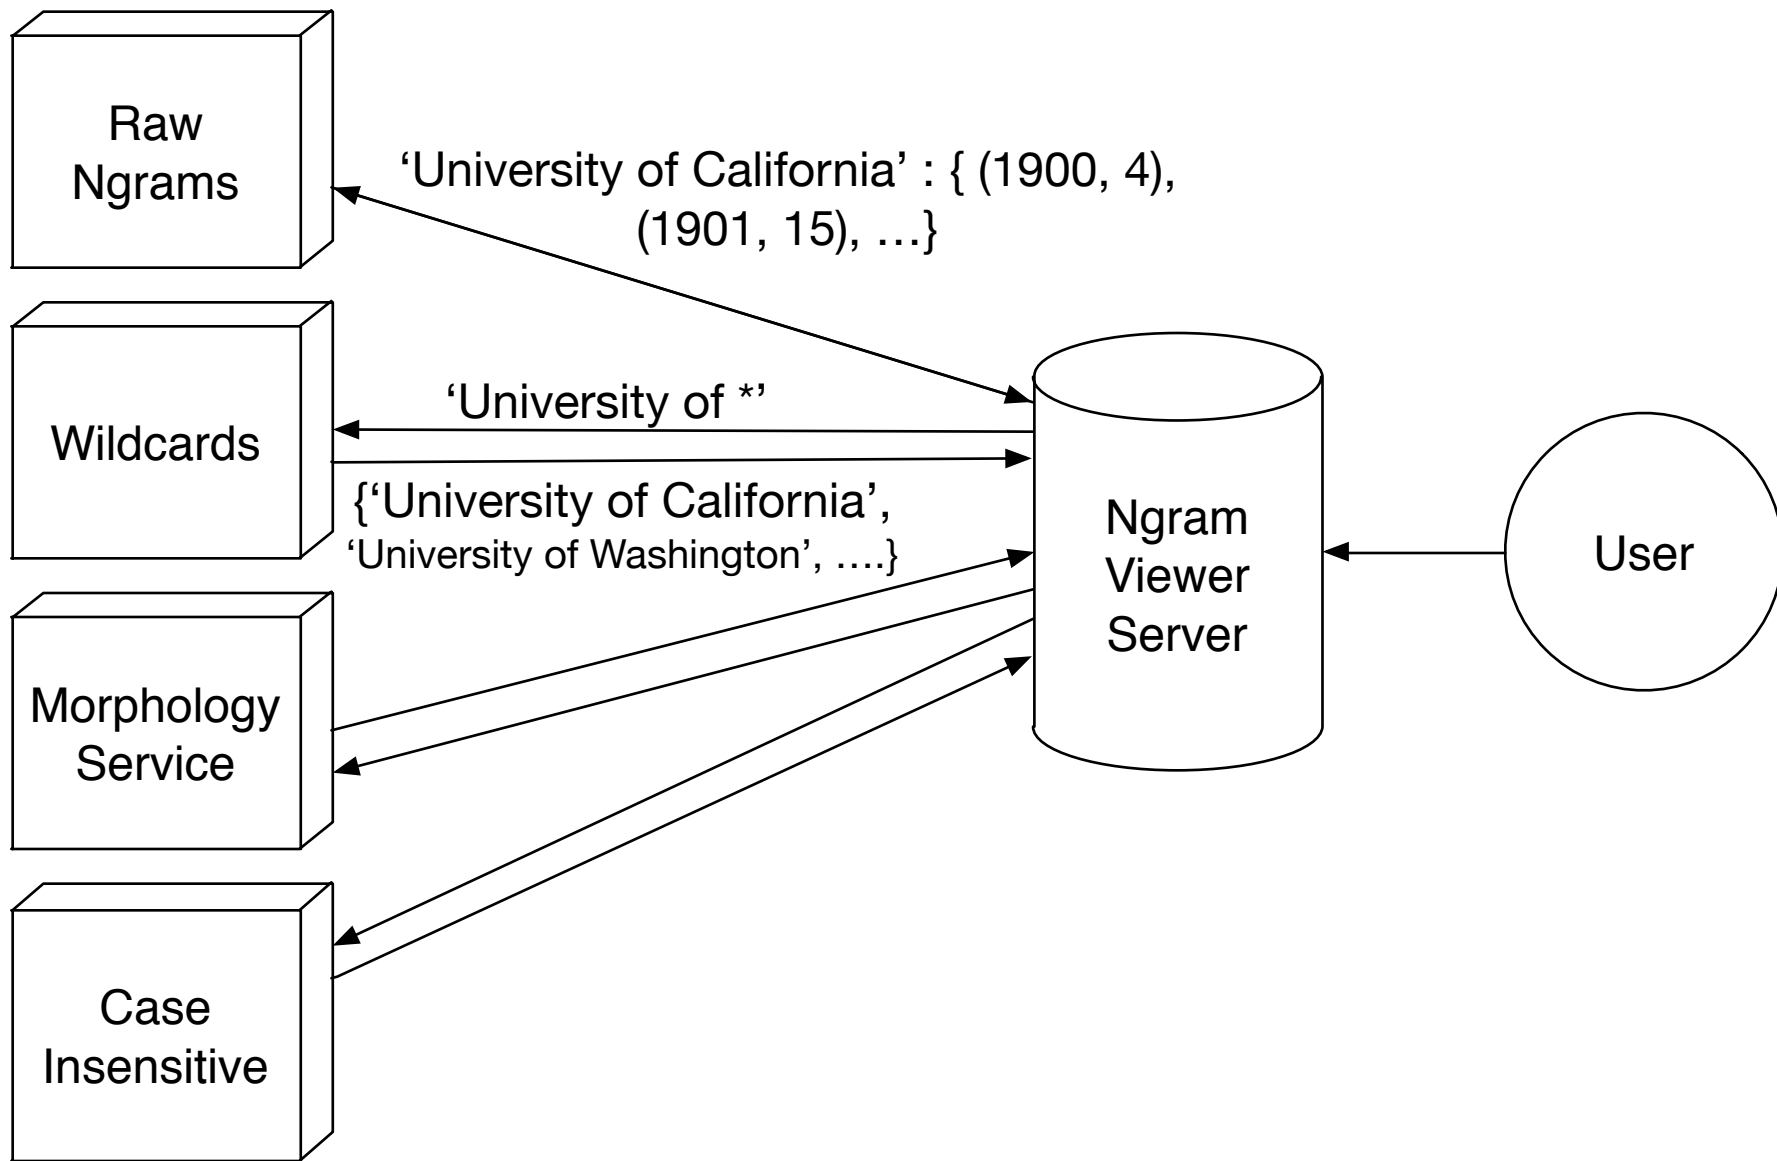 Raw
Ngrams
‘University of California’ : { (1900, 4),
(1901, 15), …}
Wildcards
‘University of *’
{‘University of California’,
‘University of Washington’, ….}
Morphology
Service
Case
Insensitive
Ngram
Viewer
Server
User